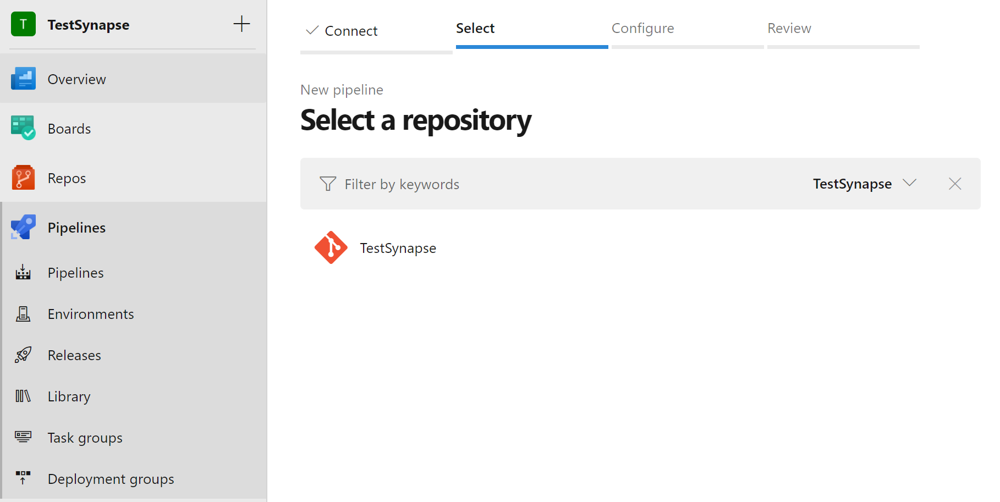 T TestSynapse
Overview
Boards
Repos
Pipelines
Pipelines
Environments
Releases
Library
Task groups
Deployment groups
Connect Select Configure Review
New pipeline
Select a repository
Filter by keywords TestSynapse
TestSynapse